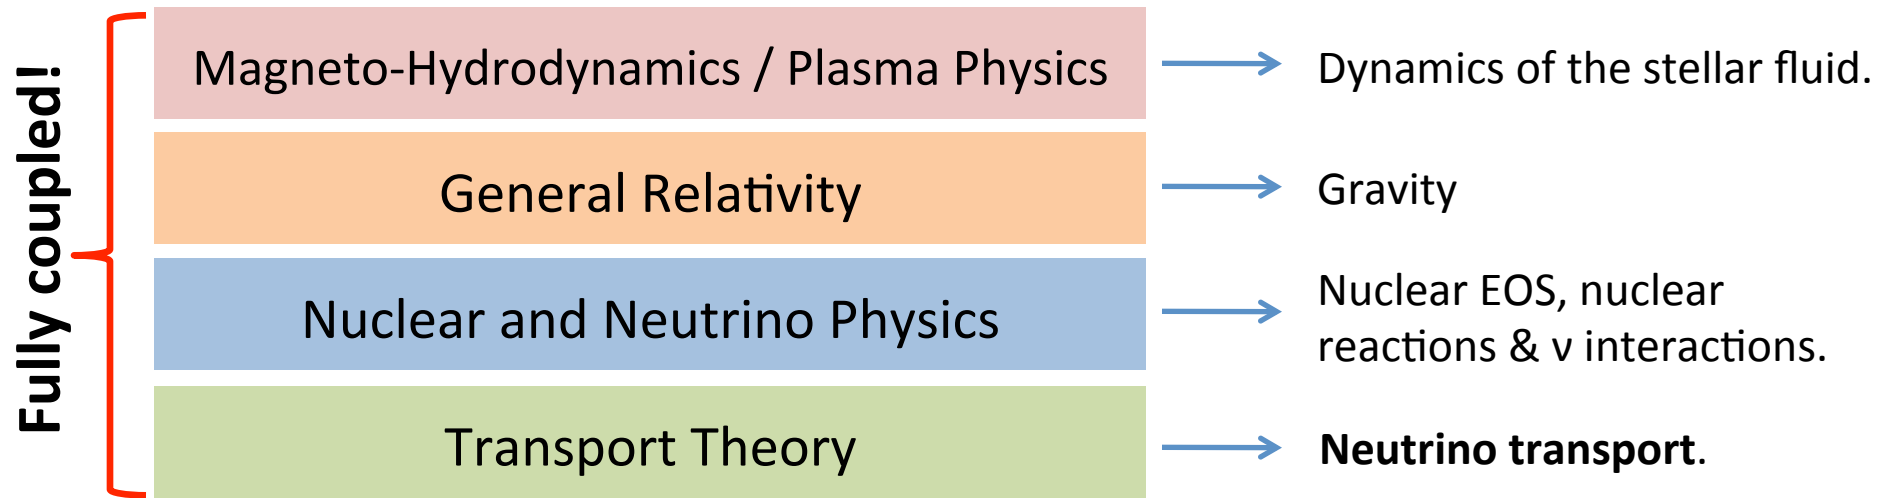 Fully coupled!
Magneto-Hydrodynamics / Plasma Physics
Dynamics of the stellar fluid.
General Relativity
Gravity
Nuclear and Neutrino Physics
Nuclear EOS, nuclear
reactions & ν interactions.
Transport Theory
Neutrino transport.